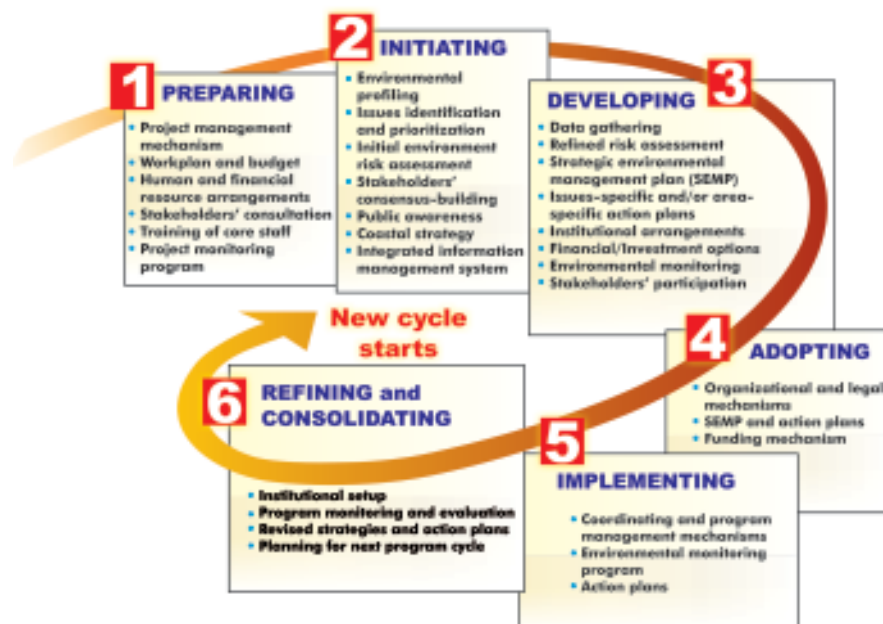 1
PREPARING
• Project management
mechanism
• Workplan and budget
• Human and financial
resource arrangements
• Stakeholders' consultation
• Training of core staff
• Project monitoring
program
2
INITIATING
• Environmental
profiling
• Issues identification
and prioritization
• Initial environment
risk assessment
• Stakeholders'
consensus-building
• Public awareness
• Coastal strategy
• Integrated information
management system
3
DEVELOPING
• Data gathering
• Refined risk assessment
• Strategic environmental
management plan (SEMP)
• Issues-specific and/or area-
specific action plans
• Institutional arrangements
• Financial/Investment options
• Environmental monitoring
• Stakeholders' participation
4
ADOPTING
• Organizational and legal
mechanisms
• SEMP and action plans
• Funding mechanism
5
IMPLEMENTING
• Coordinating and program
management mechanisms
• Environmental monitoring
program
• Action plans
6
REFINING and
CONSOLIDATING
• Institutional setup
• Program monitoring and evaluation
• Revised strategies and action plans
• Planning for next program cycle
New cycle
starts